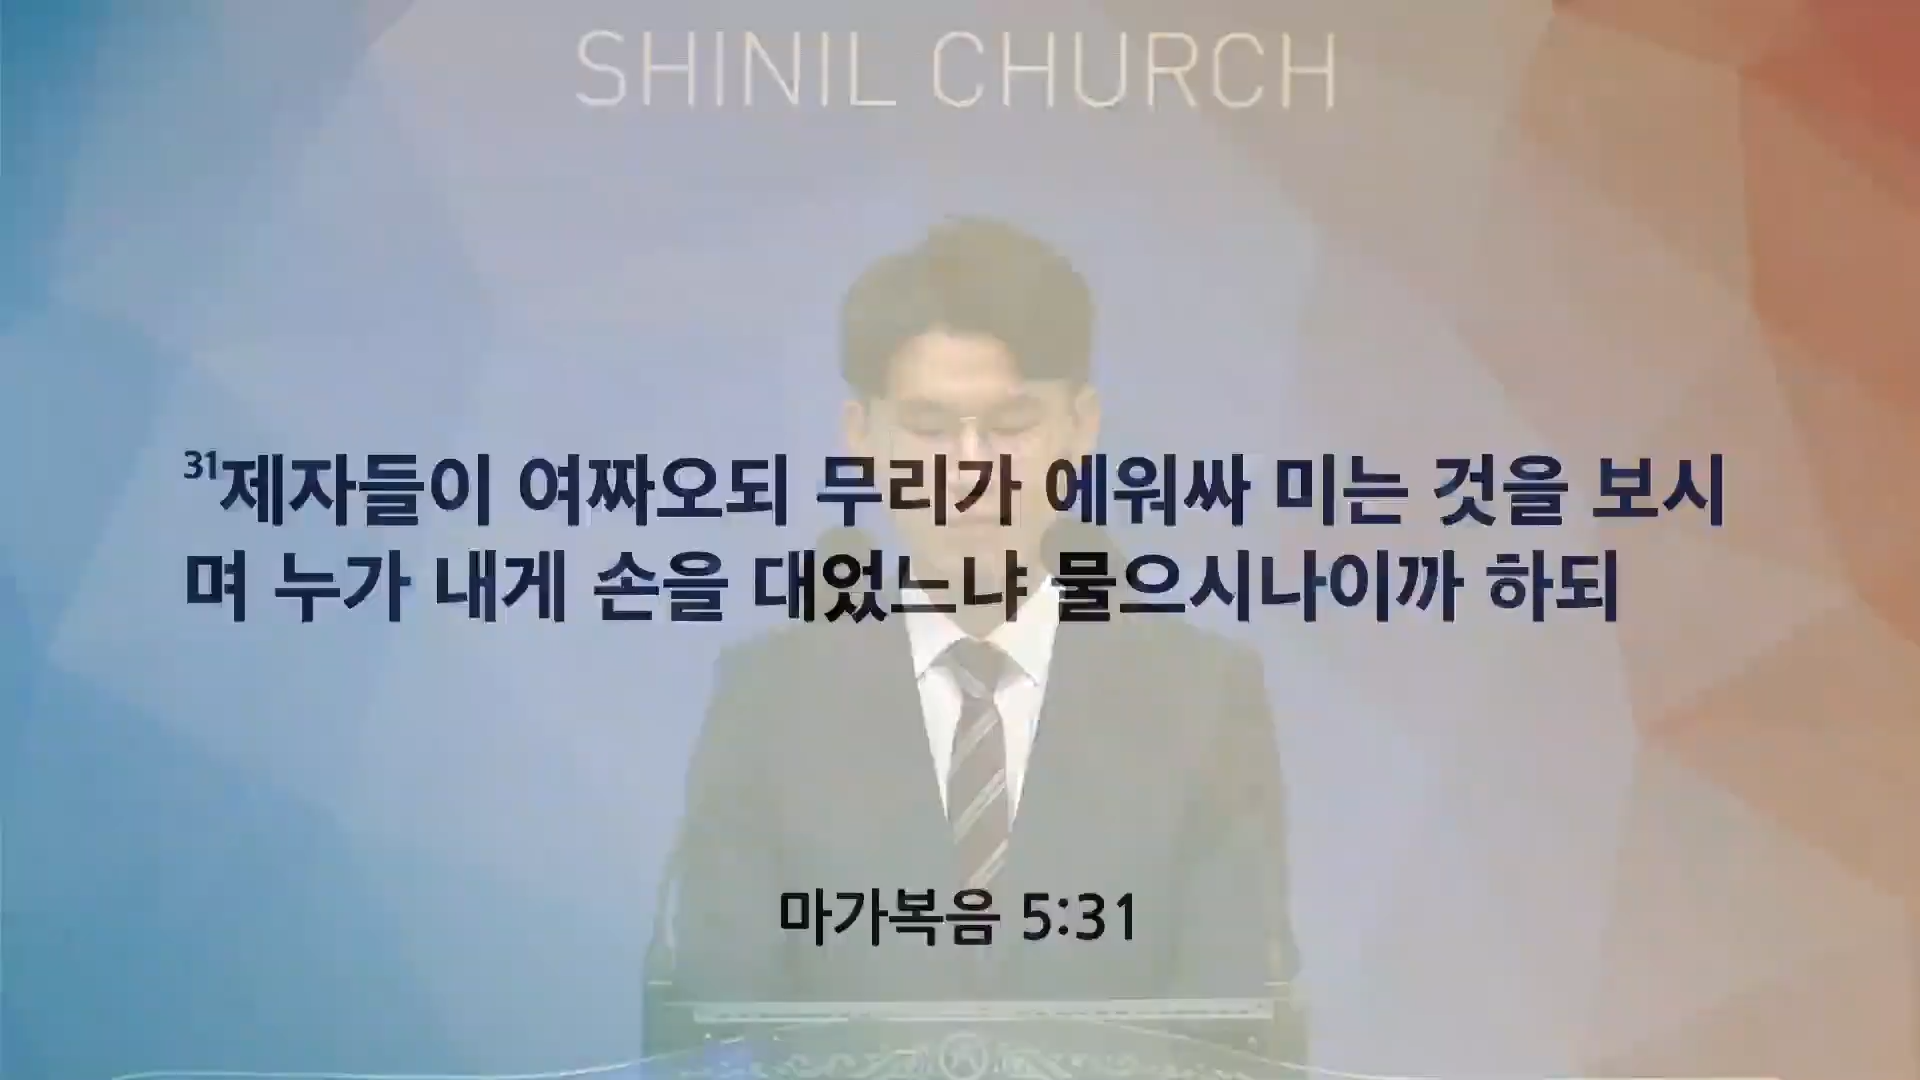 SHINIL CHURCH
31제자들이 여짜오되 무리가 에워싸 미는 것을 보시
며 누가 내게 손을 대었느냐 물으시나이까 하되
마가복음 5:31